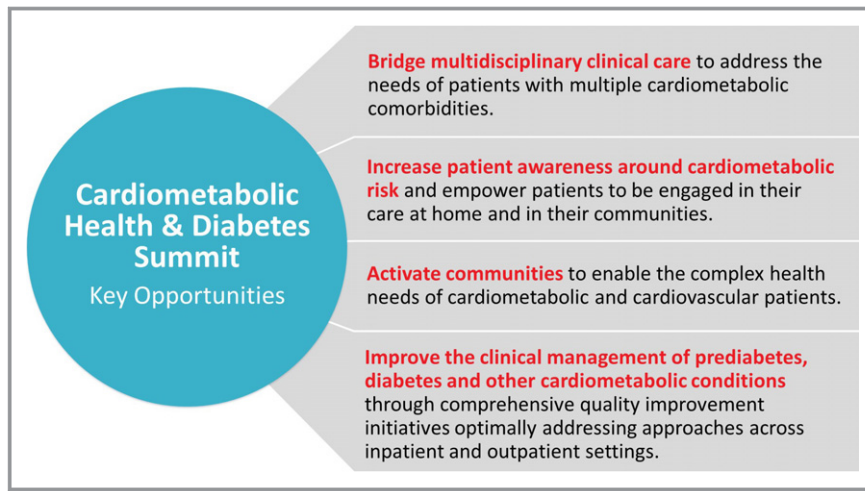 Cardiometabolic
Health & Diabetes
Summit
Key Opportunities
Bridge multidisciplinary clinical care to address the
needs of patients with multiple cardiometabolic
comorbidities.
Increase patient awareness around cardiometabolic
risk and empower patients to be engaged in their
care at home and in their communities.
Activate communities to enable the complex health
needs of cardiometabolic and cardiovascular patients.
Improve the clinical management of prediabetes,
diabetes and other cardiometabolic conditions
through comprehensive quality improvement
initiatives optimally addressing approaches across
inpatient and outpatient settings.